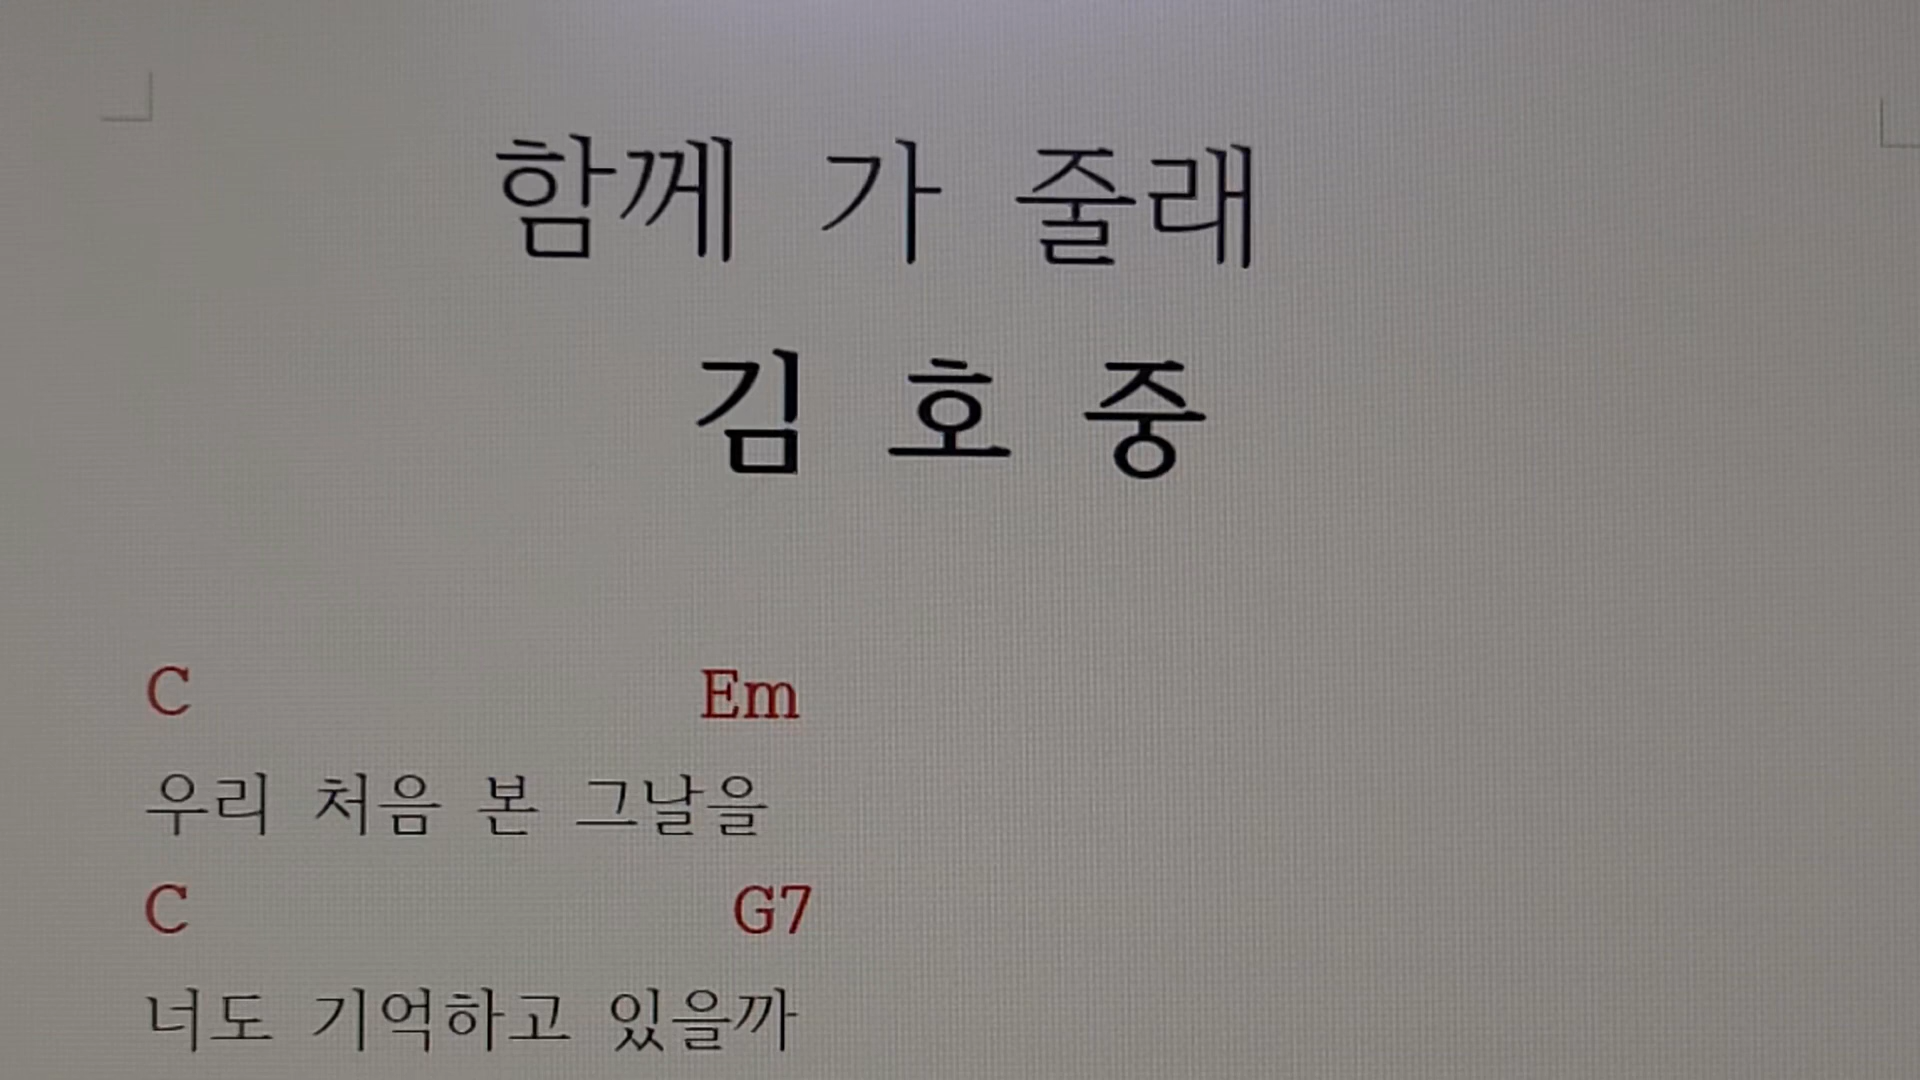 함께 가 줄래
김 호 중
C Em
우리 처음 본 그날을
C G7
너도 기억하고 있을까